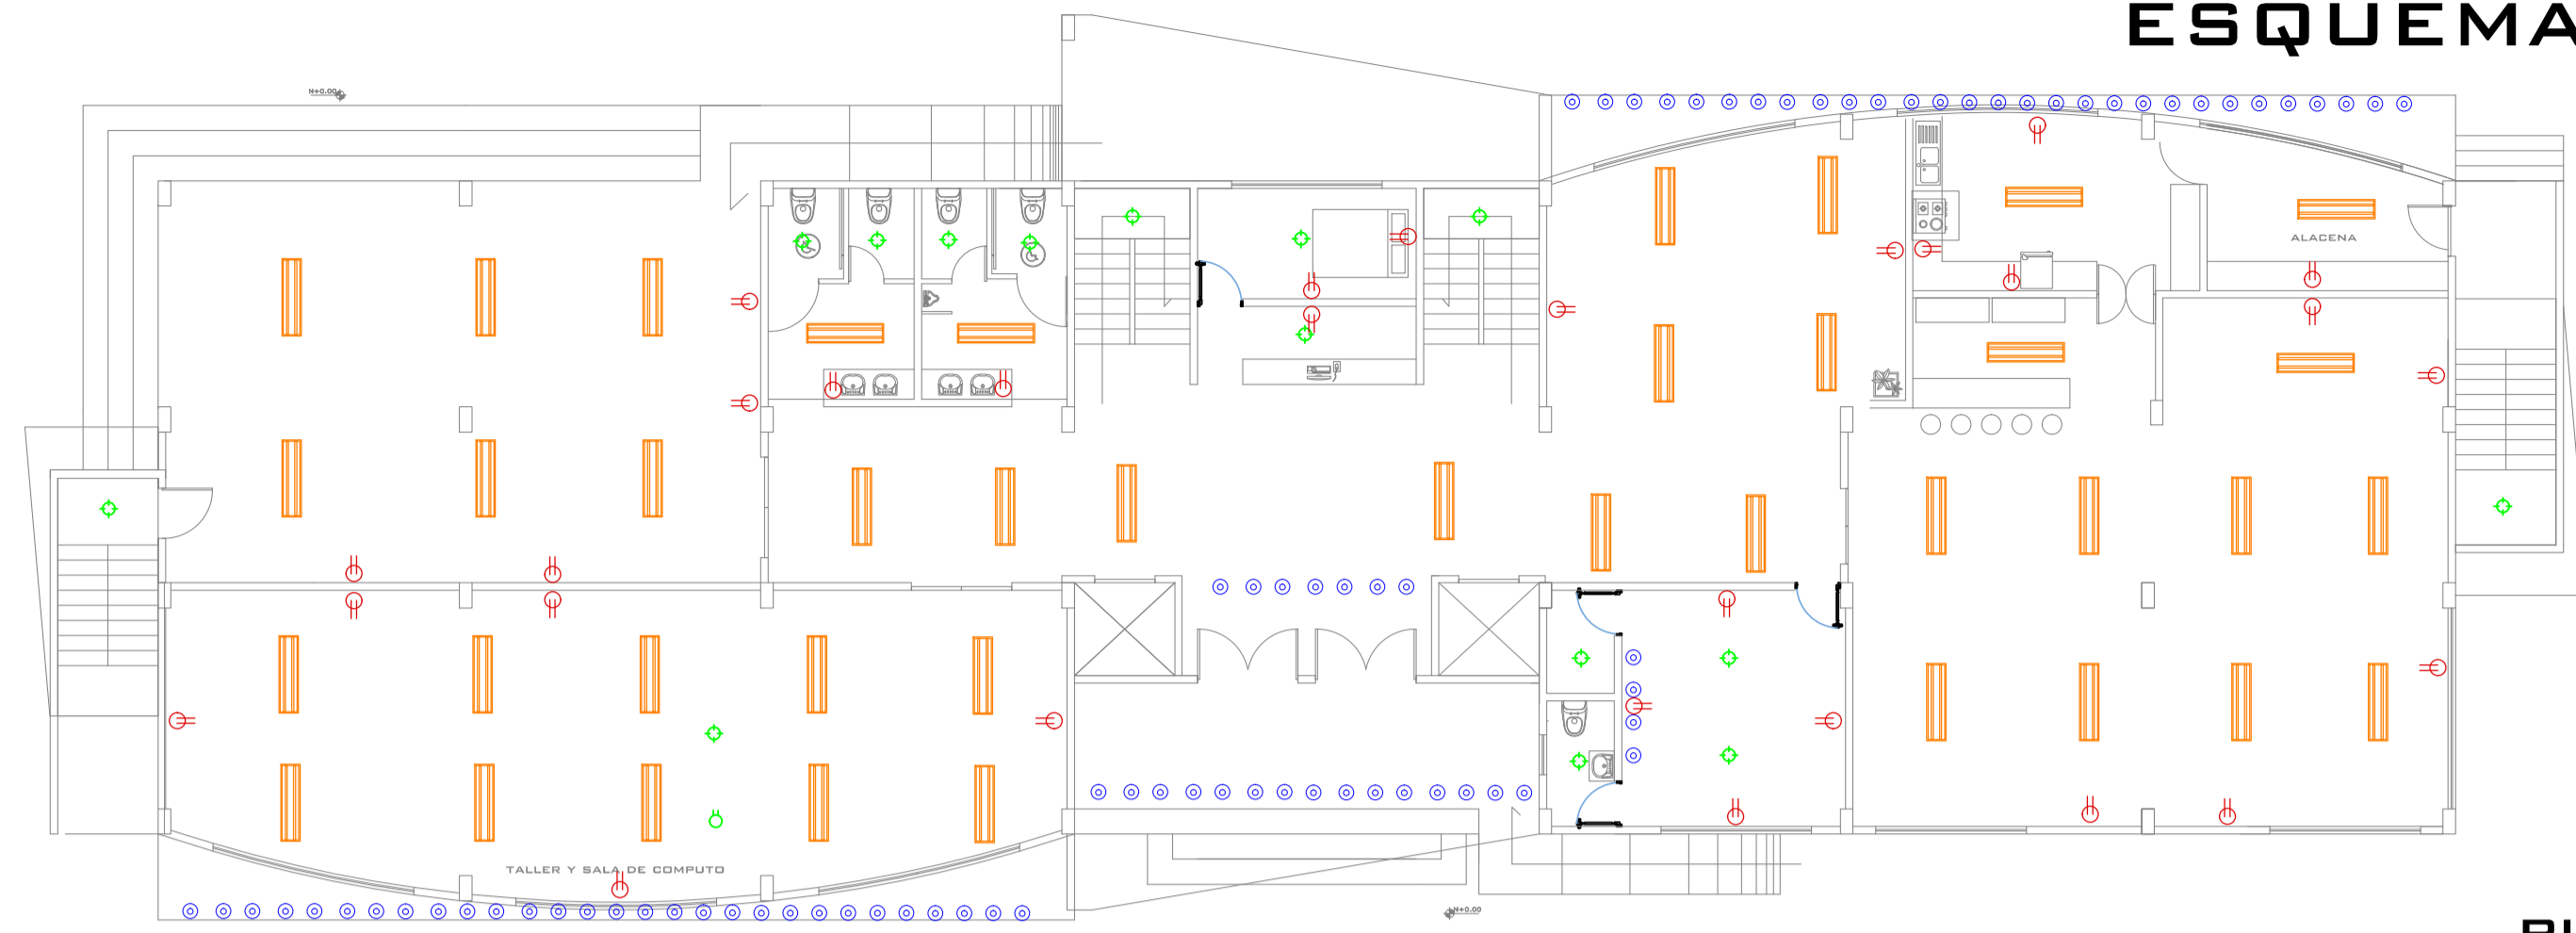 ESQUEMA
N+0.00
ALACENA
TALLER Y SALA DE COMPUTO
N+0.00